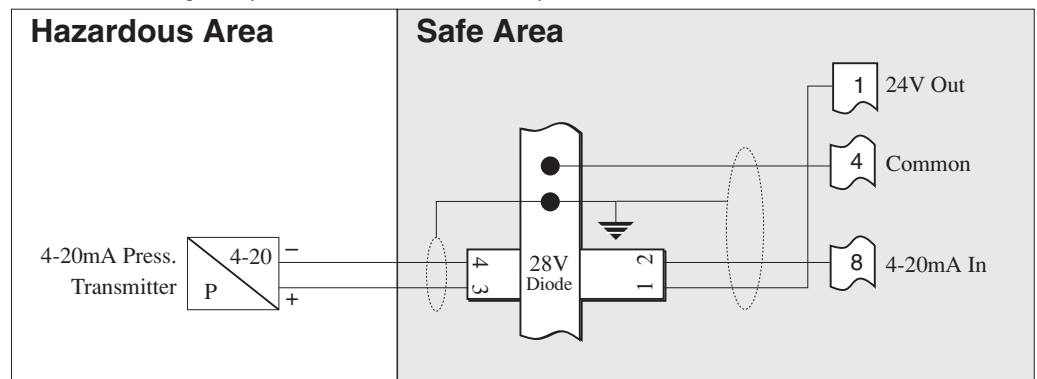 Hazardous Area
Safe Area
1 24V Out
4 Common
4-20mA Press.
Transmitter
4-20
P
–
+
4
3
28V
Diode
2
1
8 4-20mA In